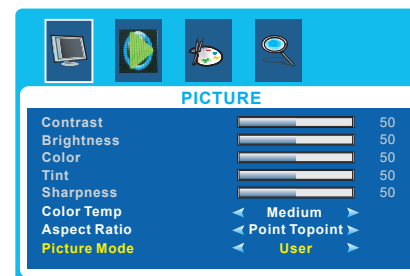 PICTURE
Contrast 50
Brightness 50
Color 50
Tint 50
Sharpness 50
Color Temp Medium
Aspect Ratio Point Topoint
Picture Mode User